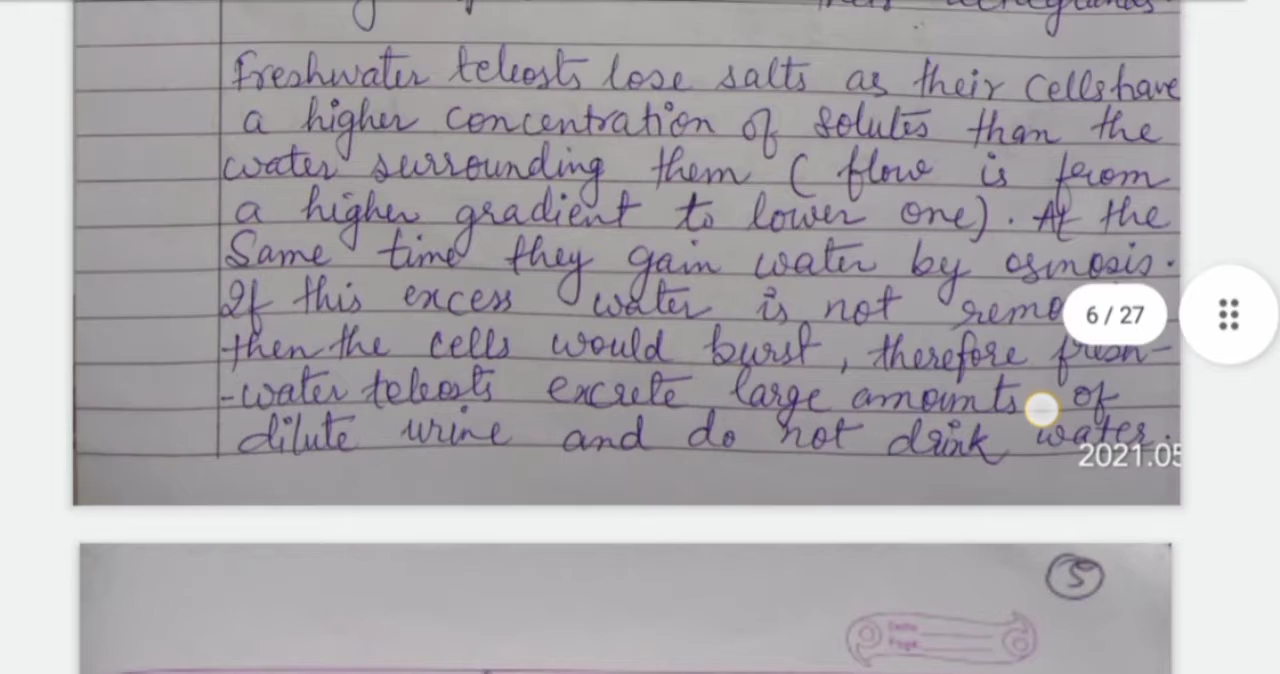 Freshwater teleosts lose salts as their cells have
a higher concentration of solutes than the
water surrounding them ( flow is from
a higher gradient to lower one). At the
Same time they gain water by osmosis.
If this excess water is not
6 / 27
then the cells would burst, therefore fresh-
-water teleosts excrete large amounts of
dilute urine and do not drink water.
2021.05
5
Date
Page